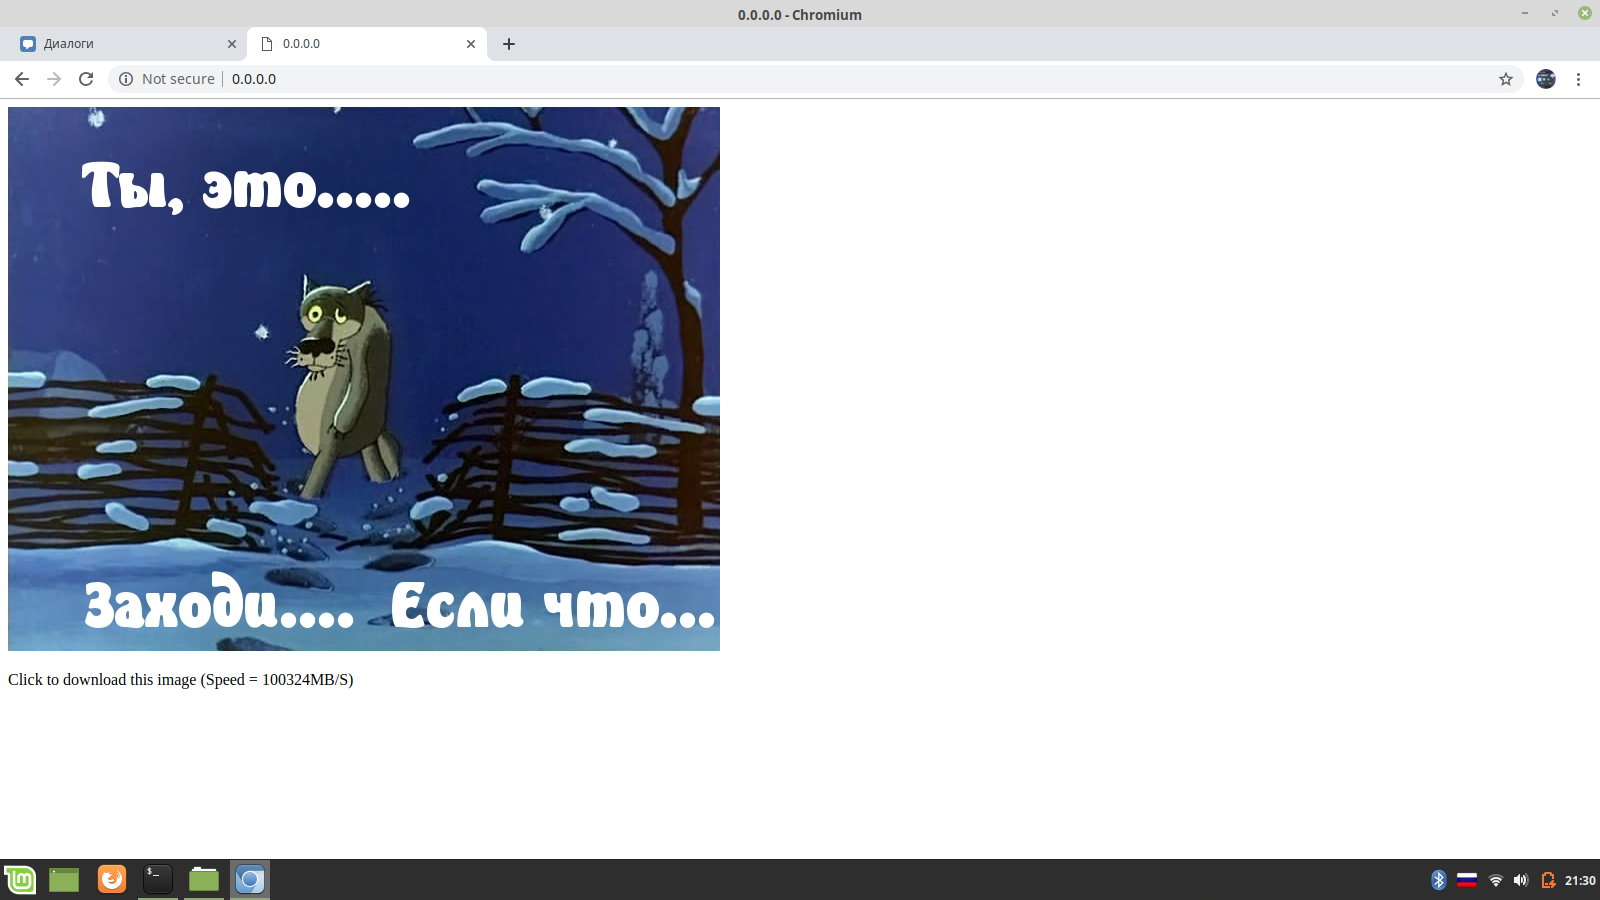 0.0.0.0 - Chromium
Диалоги
0.0.0.0
Not secure
0.0.0.0
Ты, это.....
Заходи.... Если что...
Click to download this image (Speed = 100324MB/S)
$_
21:30